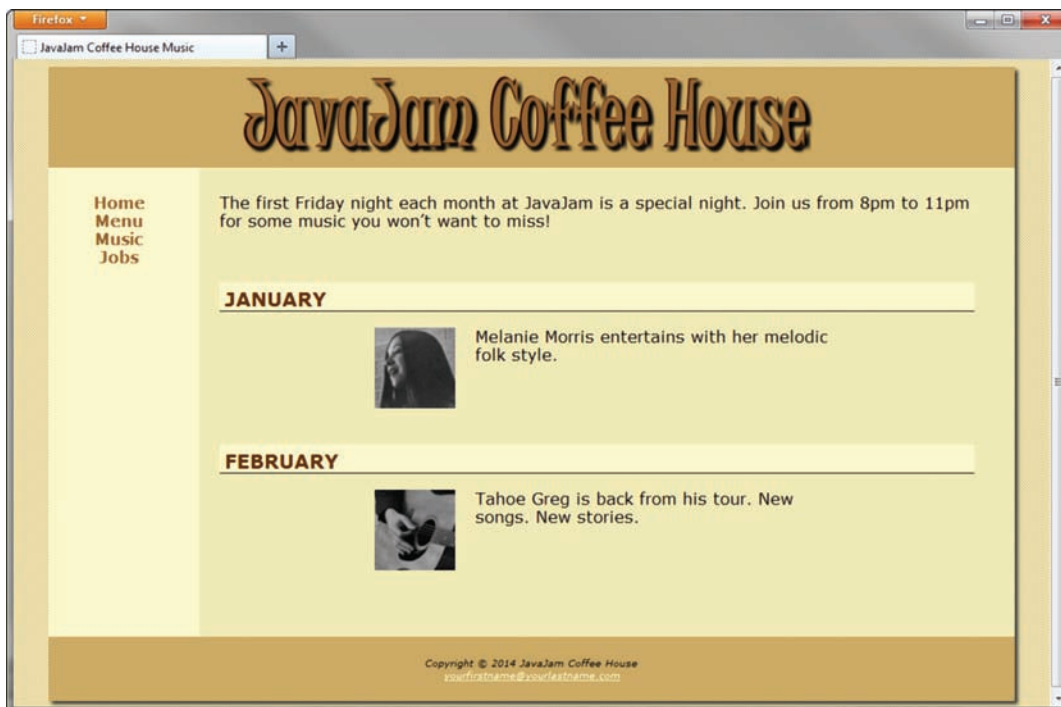 Firefox
JavaJam Coffee House Music
JavaJam Coffee House
Home
Menu
Music
Jobs
The first Friday night each month at JavaJam is a special night. Join us from 8pm to 11pm
for some music you won't want to miss!
JANUARY
Melanie Morris entertains with her melodic
folk style.
FEBRUARY
Tahoe Greg is back from his tour. New
songs. New stories.
Copyright © 2014 JavaJam Coffee House
yourfirstname@yourlastname.com